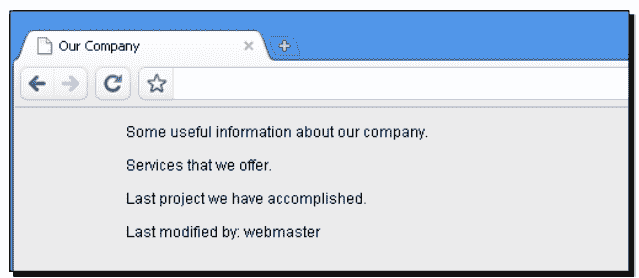 Our Company
Some useful information about our company.
Services that we offer.
Last project we have accomplished.
Last modified by: webmaster